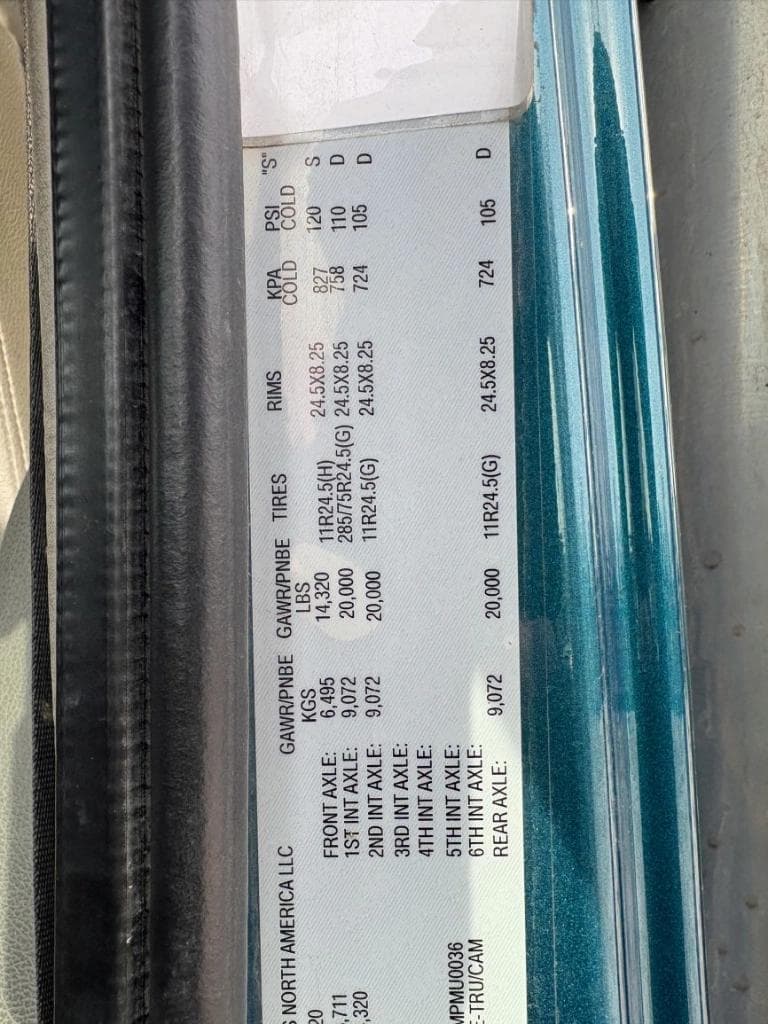 S NORTH AMERICA LLC
20
,711
,320
MPMU0036
E-TRU/CAM
GAWR/PNBE GAWR/PNBE TIRES RIMS KPA PSI "S"
KGS LBS COLD COLD
FRONT AXLE: 6,495 14,320 11R24.5(H) 24.5X8.25 827 120 S
1ST INT AXLE: 9,072 20,000 285/75R24.5(G) 24.5X8.25 758 110 D
2ND INT AXLE: 9,072 20,000 11R24.5(G) 24.5X8.25 724 105 D
3RD INT AXLE:
4TH INT AXLE:
5TH INT AXLE:
6TH INT AXLE:
REAR AXLE: 9,072 20,000 11R24.5(G) 24.5X8.25 724 105 D